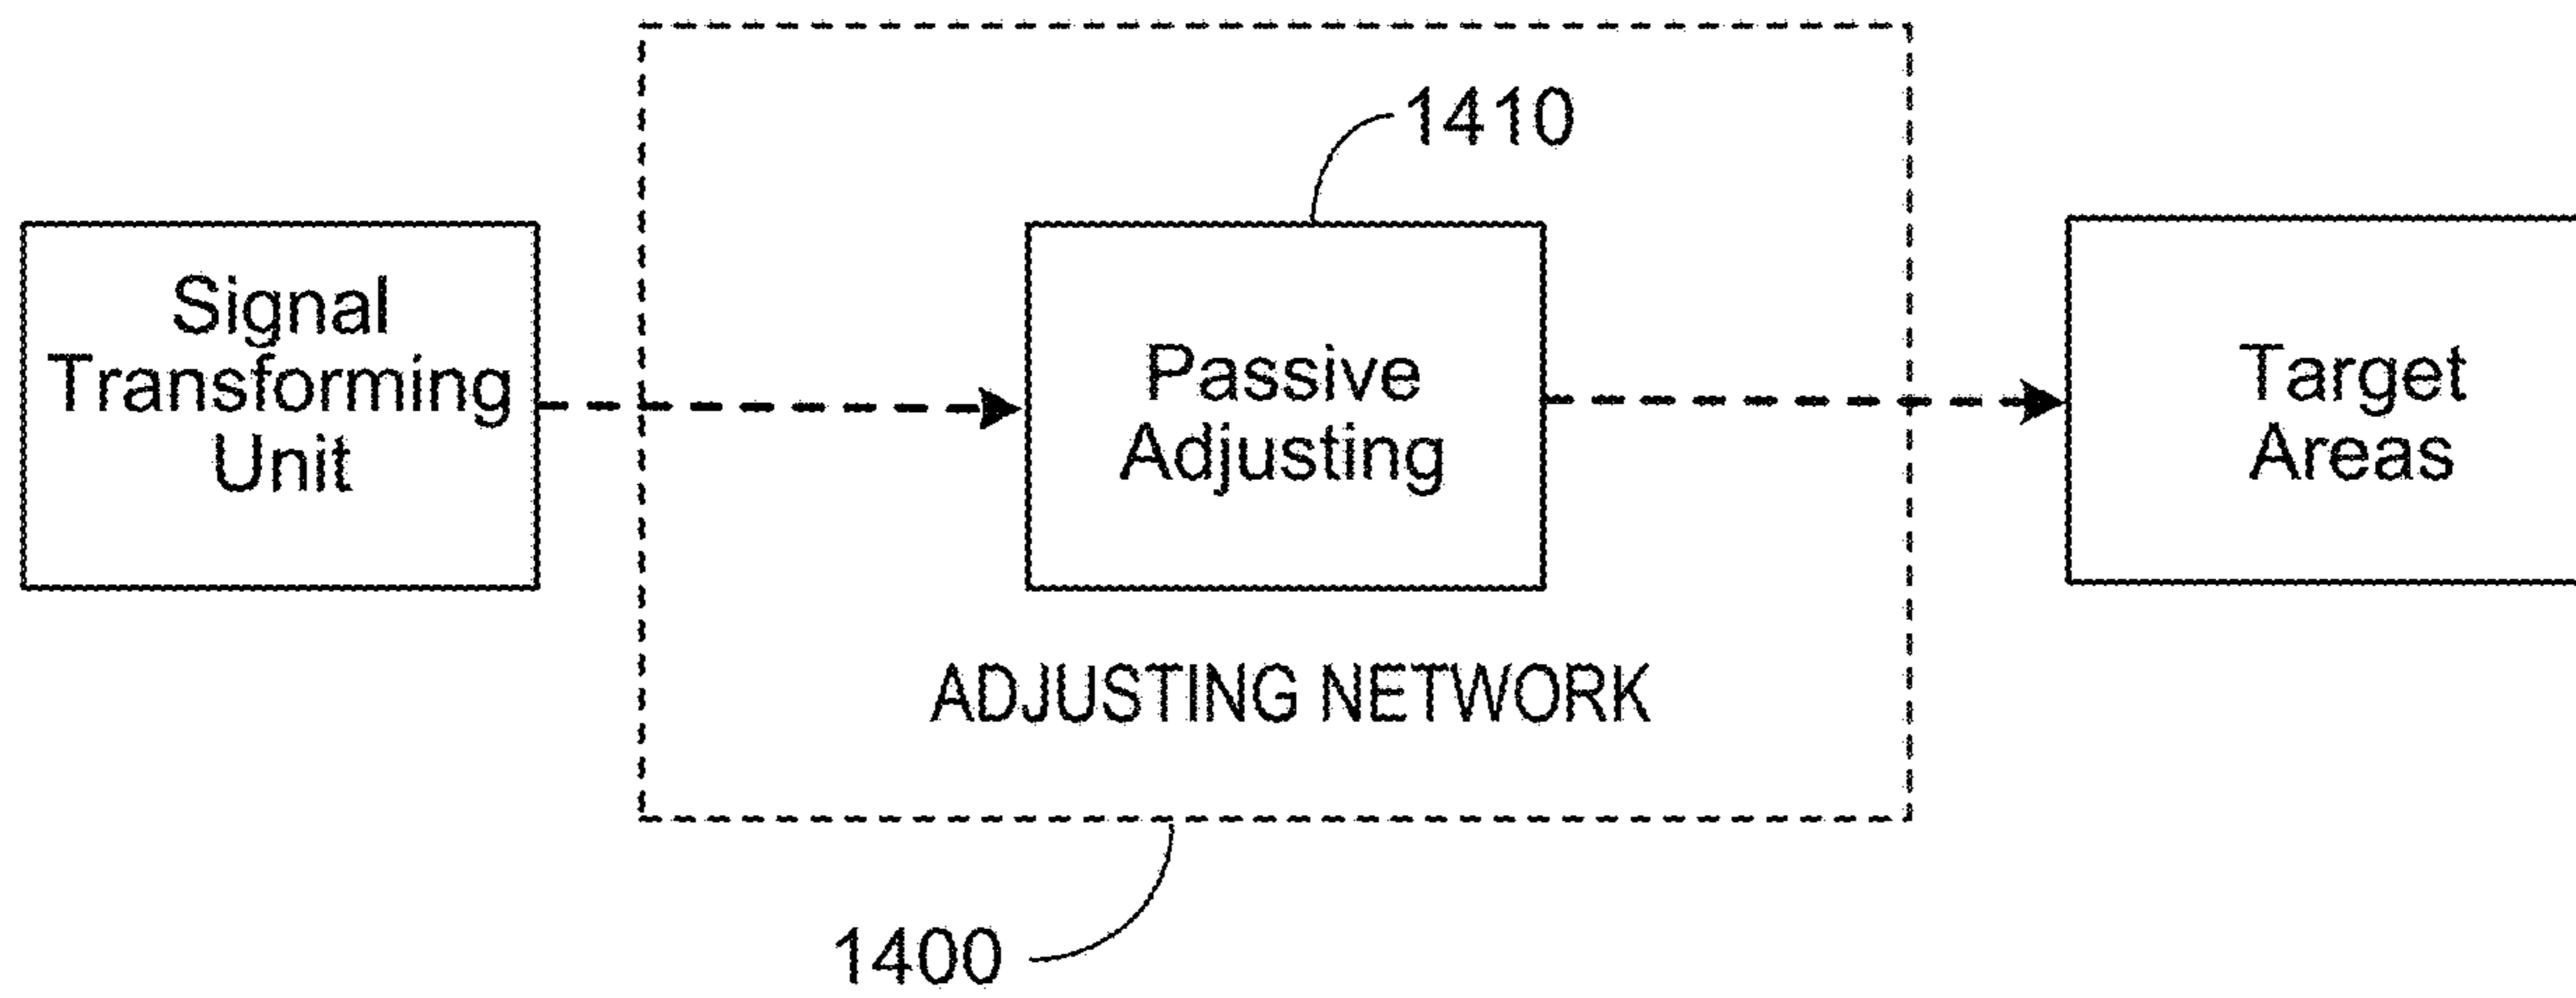 1410
Signal
Transforming
Unit
Passive
Adjusting
Target
Areas
ADJUSTING NETWORK
1400